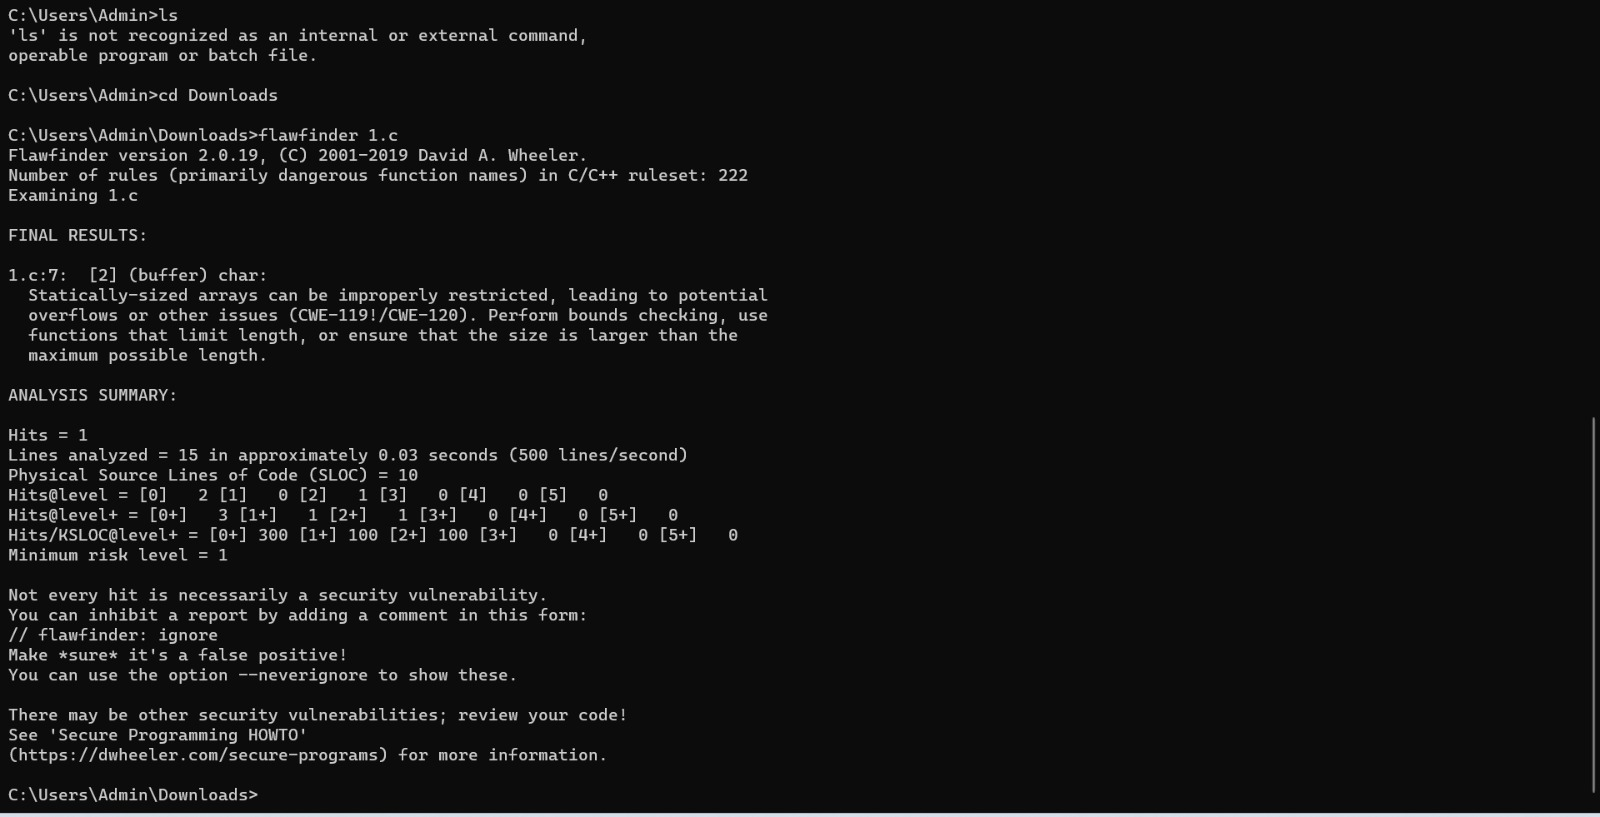 C:\Users\Admin>ls
'ls' is not recognized as an internal or external command,
operable program or batch file.
C:\Users\Admin>cd Downloads
C:\Users\Admin\Downloads>flawfinder 1.c
Flawfinder version 2.0.19, (C) 2001-2019 David A. Wheeler.
Number of rules (primarily dangerous function names) in C/C++ ruleset: 222
Examining 1.c
FINAL RESULTS:
1.c:7:  [2] (buffer) char:
  Statically-sized arrays can be improperly restricted, leading to potential
  overflows or other issues (CWE-119!/CWE-120). Perform bounds checking, use
  functions that limit length, or ensure that the size is larger than the
  maximum possible length.
ANALYSIS SUMMARY:
Hits = 1
Lines analyzed = 15 in approximately 0.03 seconds (500 lines/second)
Physical Source Lines of Code (SLOC) = 10
Hits@level = [0]   2 [1]   0 [2]   1 [3]   0 [4]   0 [5]   0
Hits@level+ = [0+]   3 [1+]   1 [2+]   1 [3+]   0 [4+]   0 [5+]   0
Hits/KSLOC@level+ = [0+] 300 [1+] 100 [2+] 100 [3+]   0 [4+]   0 [5+]   0
Minimum risk level = 1
Not every hit is necessarily a security vulnerability.
You can inhibit a report by adding a comment in this form:
// flawfinder: ignore
Make *sure* it's a false positive!
You can use the option --neverignore to show these.
There may be other security vulnerabilities; review your code!
See 'Secure Programming HOWTO'
(https://dwheeler.com/secure-programs) for more information.
C:\Users\Admin\Downloads>